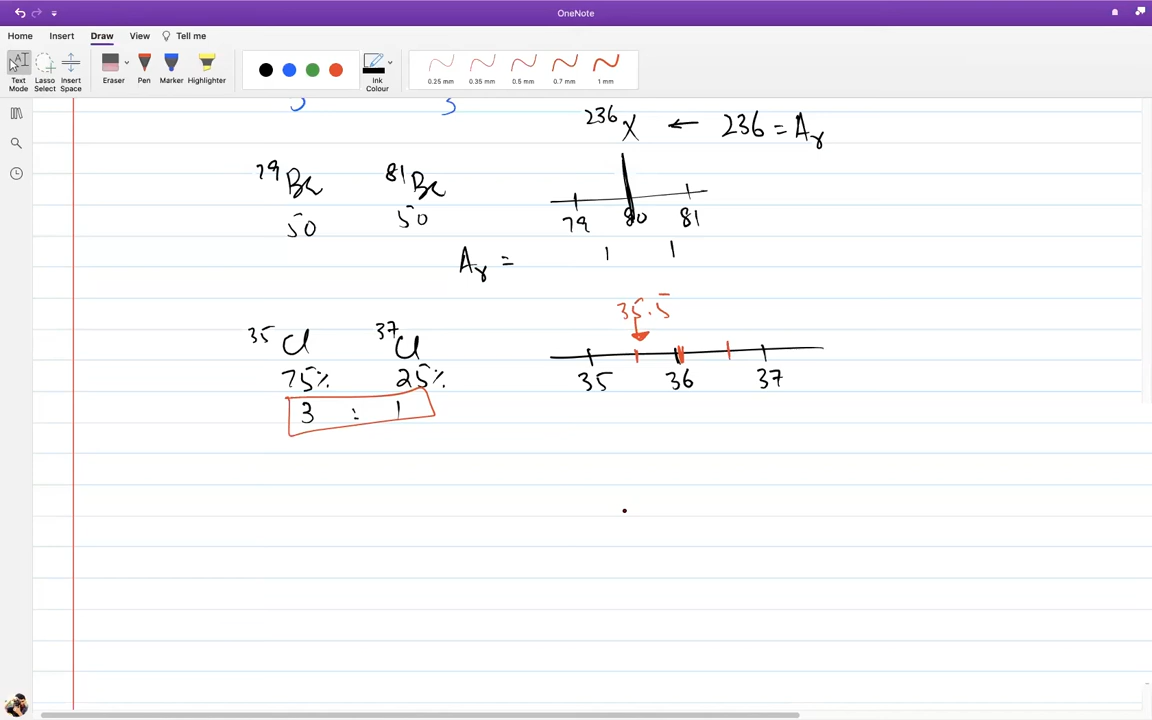 OneNote
Home Insert Draw View Tell me
Text Mode
Lasso Select
Insert Space
Eraser
Pen
Marker
Highlighter
Ink Colour
0.25 mm 0.35 mm 0.5 mm 0.7 mm 1 mm
236X ← 236 = Ar
79Br 81Br
50 50
79 80 81
1 1
Ar =
35.5
35Cl 37Cl
75% 25%
35 36 37
3 : 1